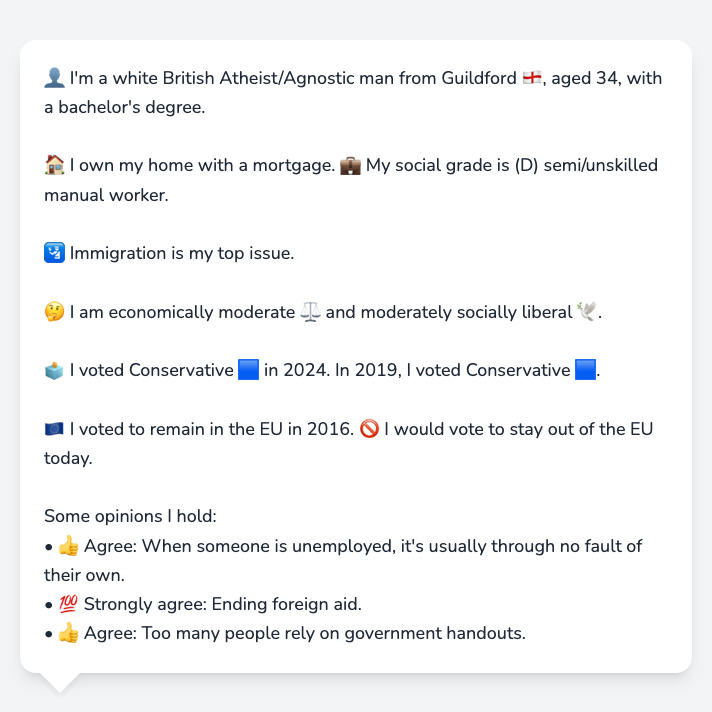 👤 I'm a white British Atheist/Agnostic man from Guildford 🏴󠁧󠁢󠁥󠁮󠁧󠁿, aged 34, with
a bachelor's degree.
🏠 I own my home with a mortgage. 💼 My social grade is (D) semi/unskilled
manual worker.
🛂 Immigration is my top issue.
🤔 I am economically moderate ⚖️ and moderately socially liberal 🕊️.
🗳️ I voted Conservative 🟦 in 2024. In 2019, I voted Conservative 🟦.
🇪🇺 I voted to remain in the EU in 2016. 🚫 I would vote to stay out of the EU
today.
Some opinions I hold:
• 👍 Agree: When someone is unemployed, it's usually through no fault of
their own.
• 💯 Strongly agree: Ending foreign aid.
• 👍 Agree: Too many people rely on government handouts.